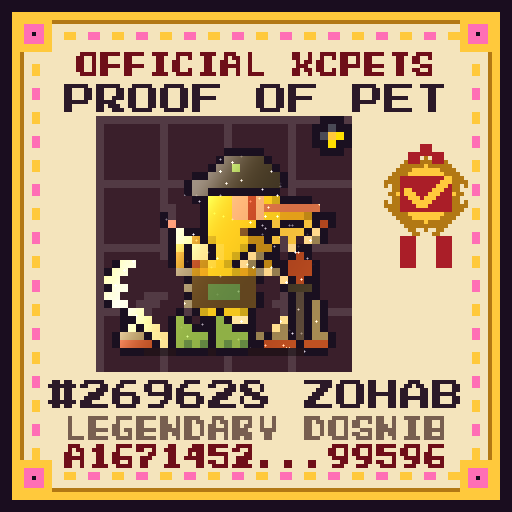 OFFICIAL XCPETS
PROOF OF PET
#269628 ZOHAB
LEGENDARY DOSNIB
A1671452...99596